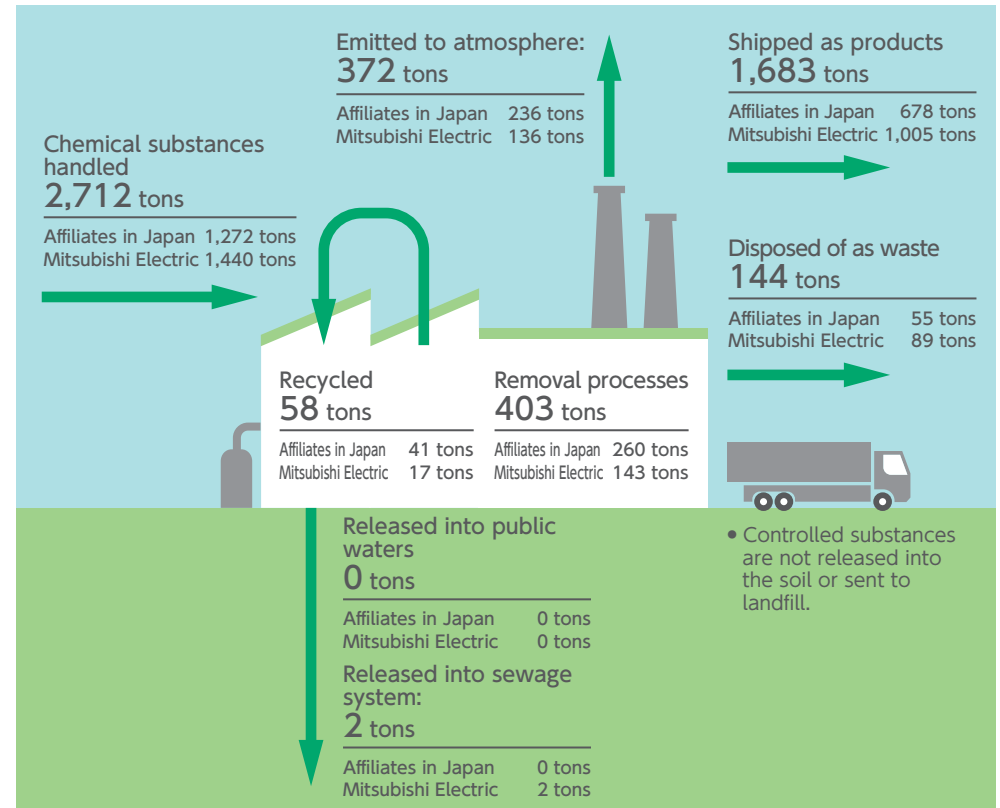 Chemical substances
handled
2,712 tons
Affiliates in Japan 1,272 tons
Mitsubishi Electric 1,440 tons
Emitted to atmosphere:
372 tons
Affiliates in Japan 236 tons
Mitsubishi Electric 136 tons
Shipped as products
1,683 tons
Affiliates in Japan 678 tons
Mitsubishi Electric 1,005 tons
Disposed of as waste
144 tons
Affiliates in Japan 55 tons
Mitsubishi Electric 89 tons
Recycled
58 tons
Affiliates in Japan 41 tons
Mitsubishi Electric 17 tons
Removal processes
403 tons
Affiliates in Japan 260 tons
Mitsubishi Electric 143 tons
Released into public
waters
0 tons
Affiliates in Japan 0 tons
Mitsubishi Electric 0 tons
Released into sewage
system:
2 tons
Affiliates in Japan 0 tons
Mitsubishi Electric 2 tons
• Controlled substances
are not released into
the soil or sent to
landfill.